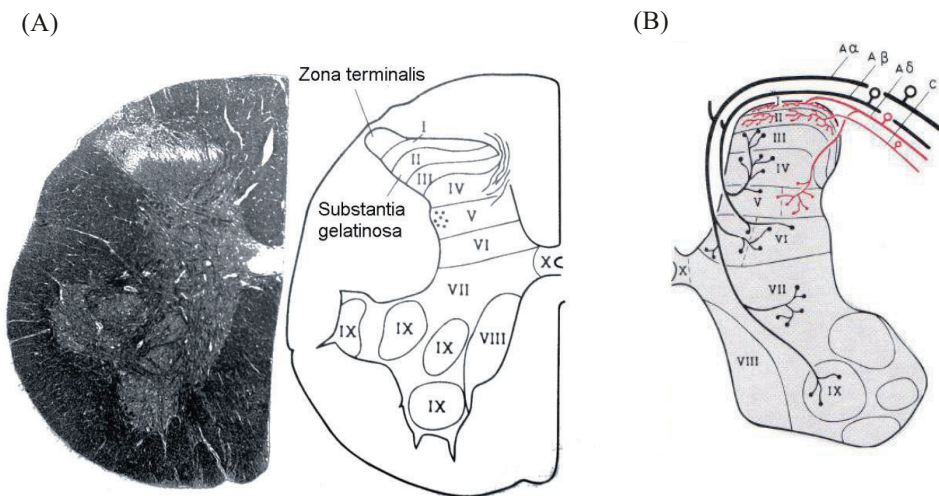 (A)
Zona terminalis
Substantia
gelatinosa
I
II
III
IV
V
VI
X C
VII
IX
IX
IX
VIII
IX
(B)
Aα
Aβ
Aδ
C
I
II
III
IV
V
VI
X
VII
VIII
IX